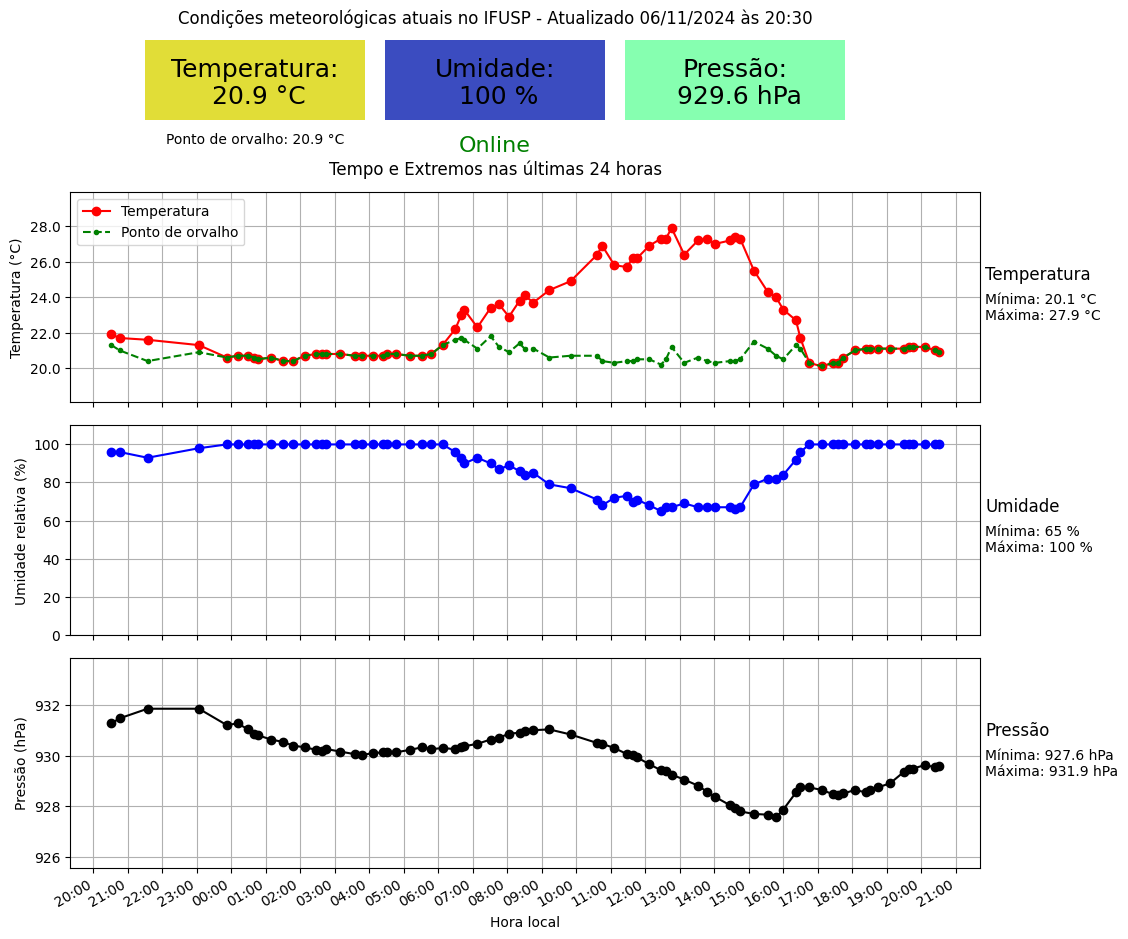 Condições meteorológicas atuais no IFUSP - Atualizado 06/11/2024 às 20:30
Temperatura:
20.9 °C
Umidade:
100 %
Pressão:
929.6 hPa
Ponto de orvalho: 20.9 °C
Online
Tempo e Extremos nas últimas 24 horas
Temperatura
Ponto de orvalho
Temperatura (°C)
28.0
26.0
24.0
22.0
20.0
Temperatura
Mínima: 20.1 °C
Máxima: 27.9 °C
Umidade relativa (%)
100
80
60
40
20
0
Umidade
Mínima: 65 %
Máxima: 100 %
Pressão (hPa)
932
930
928
926
Pressão
Mínima: 927.6 hPa
Máxima: 931.9 hPa
20:00 21:00 22:00 23:00 00:00 01:00 02:00 03:00 04:00 05:00 06:00 07:00 08:00 09:00 10:00 11:00 12:00 13:00 14:00 15:00 16:00 17:00 18:00 19:00 20:00 21:00
Hora local